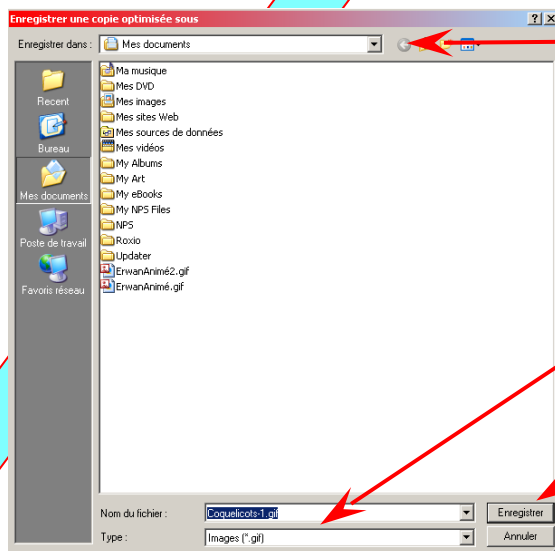 Enregistrer une copie optimisée sous
Enregistrer dans :
Mes documents
Recent
Bureau
Mes documents
Poste de travail
Favoris réseau
Ma musique
Mes DVD
Mes images
Mes sites Web
Mes sources de données
Mes vidéos
My Albums
My Art
My eBooks
My NPS Files
NPS
Roxio
Updater
ErwanAnimé2.gif
ErwanAnimé.gif
Nom du fichier :
Coquelicots-1.gif
Enregistrer
Type :
Images (*.gif)
Annuler